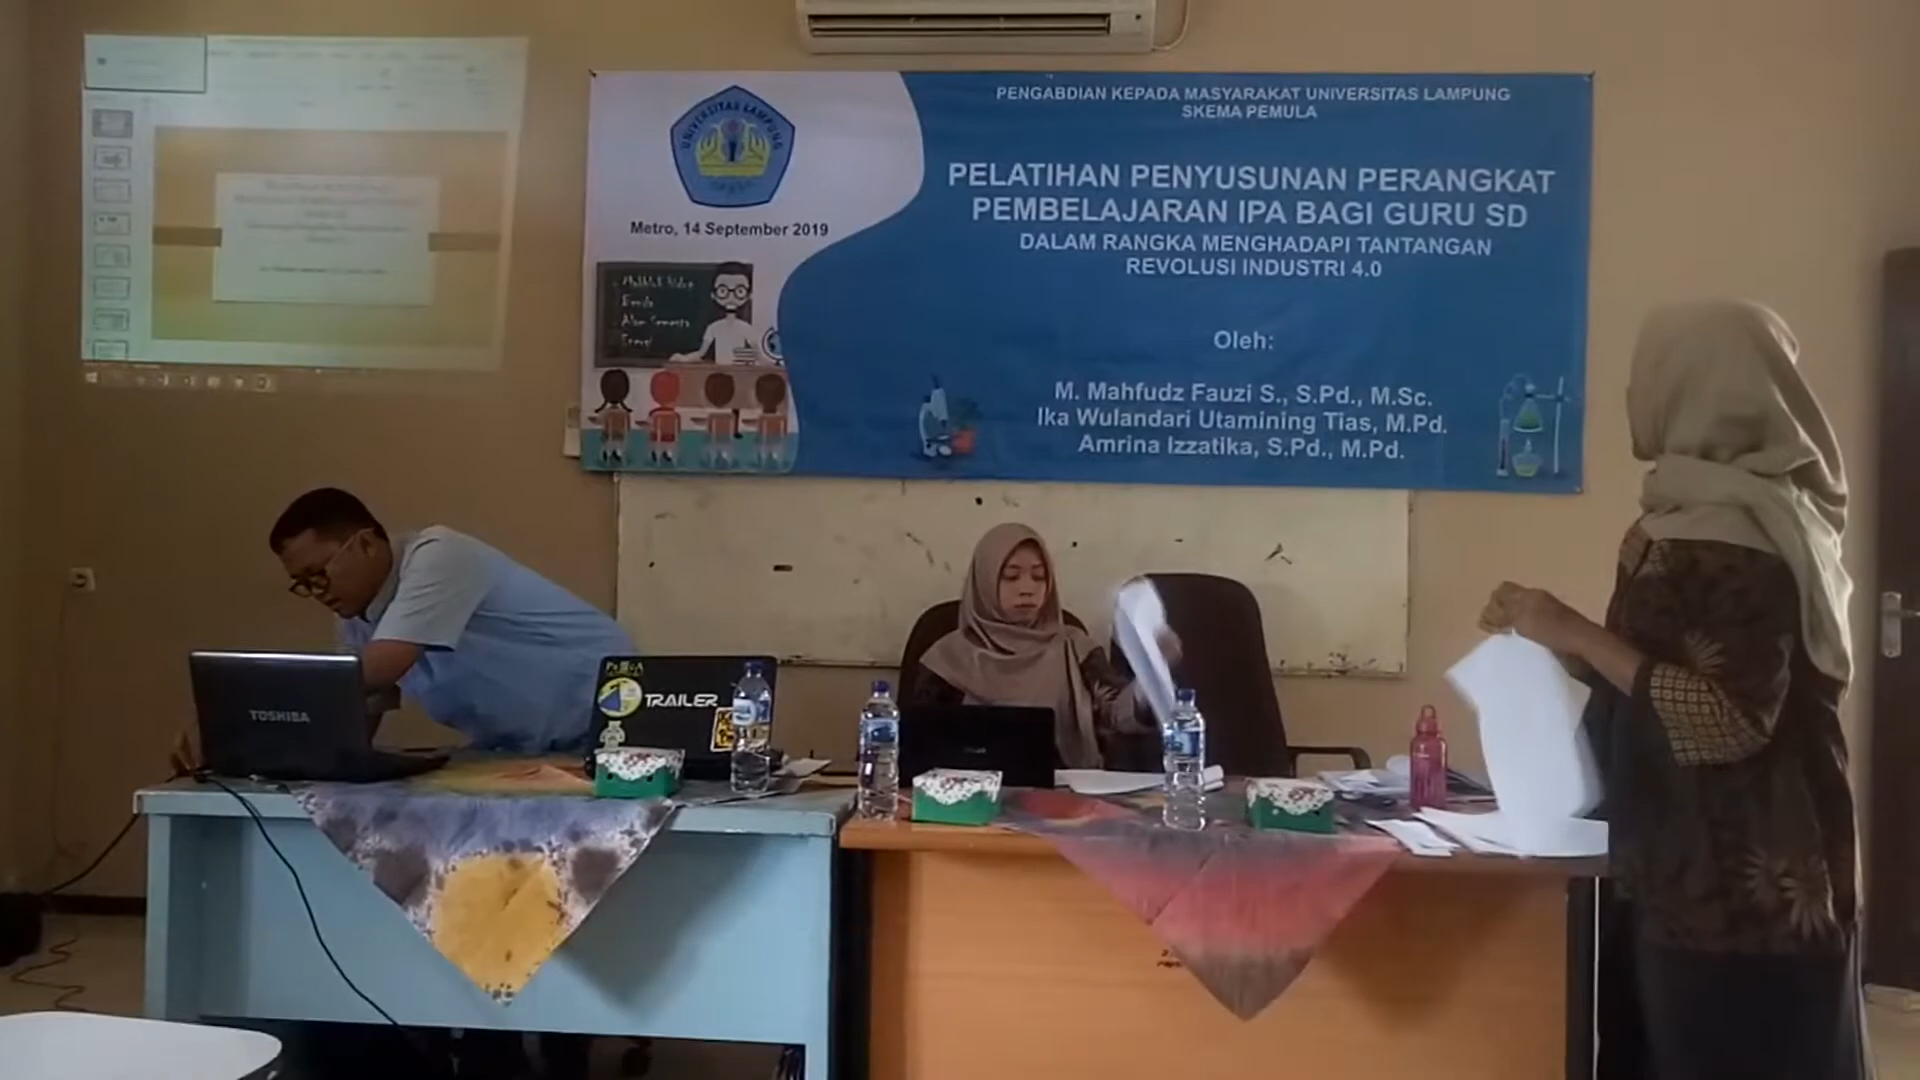 UNIVERSITAS LAMPUNG
Metro, 14 September 2019
PENGABDIAN KEPADA MASYARAKAT UNIVERSITAS LAMPUNG
SKEMA PEMULA
PELATIHAN PENYUSUNAN PERANGKAT
PEMBELAJARAN IPA BAGI GURU SD
DALAM RANGKA MENGHADAPI TANTANGAN
REVOLUSI INDUSTRI 4.0
Oleh:
M. Mahfudz Fauzi S., S.Pd., M.Sc.
Ika Wulandari Utamining Tias, M.Pd.
Amrina Izzatika, S.Pd., M.Pd.
TOSHIBA
TRAILER